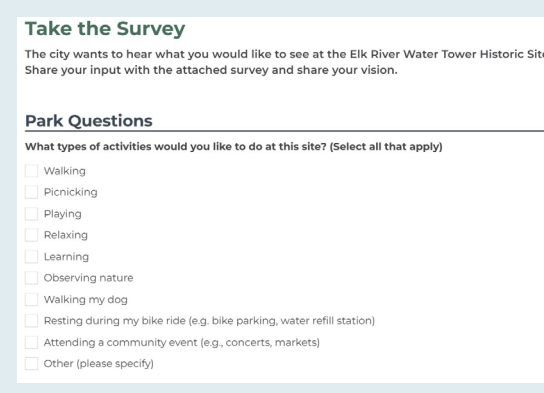 Take the Survey
The city wants to hear what you would like to see at the Elk River Water Tower Historic Site
Share your input with the attached survey and share your vision.
Park Questions
What types of activities would you like to do at this site? (Select all that apply)
Walking
Picnicking
Playing
Relaxing
Learning
Observing nature
Walking my dog
Resting during my bike ride (e.g. bike parking, water refill station)
Attending a community event (e.g., concerts, markets)
Other (please specify)